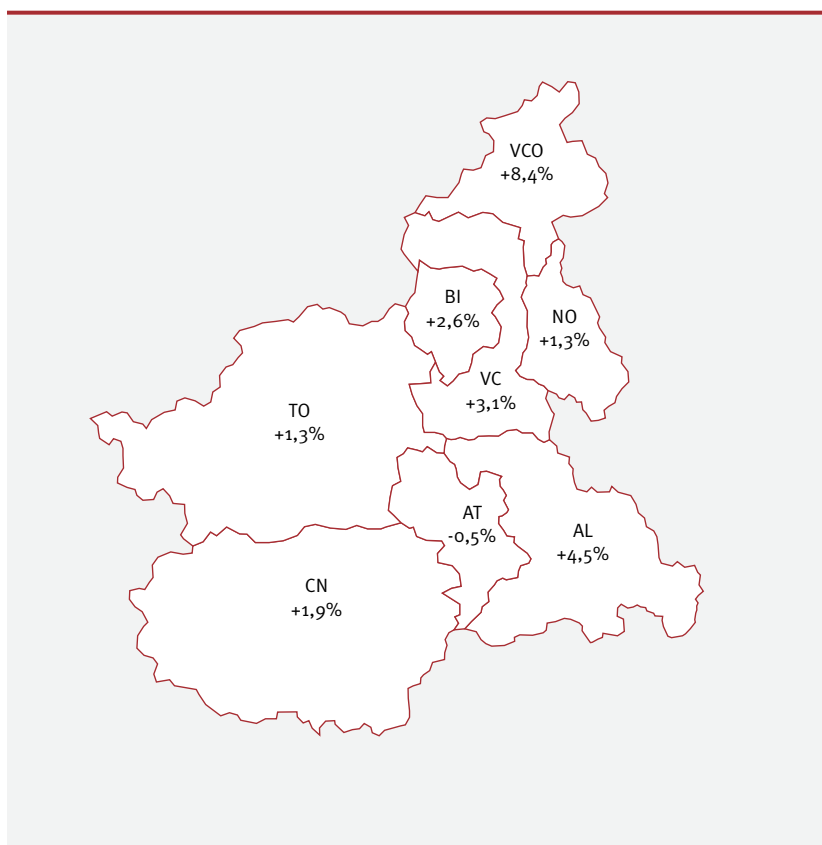 VCO
+8,4%
BI
+2,6%
NO
+1,3%
VC
+3,1%
TO
+1,3%
AT
-0,5%
AL
+4,5%
CN
+1,9%